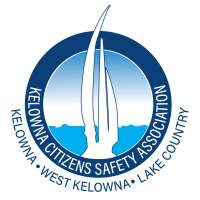 KELOWNA CITIZENS SAFETY ASSOCIATION
KELOWNA • WEST KELOWNA • LAKE COUNTRY